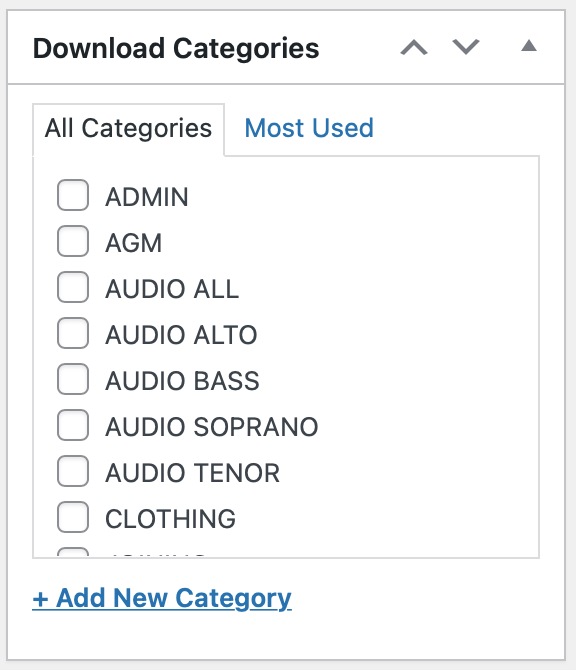 Download Categories
All Categories
Most Used
ADMIN
AGM
AUDIO ALL
AUDIO ALTO
AUDIO BASS
AUDIO SOPRANO
AUDIO TENOR
CLOTHING
+ Add New Category